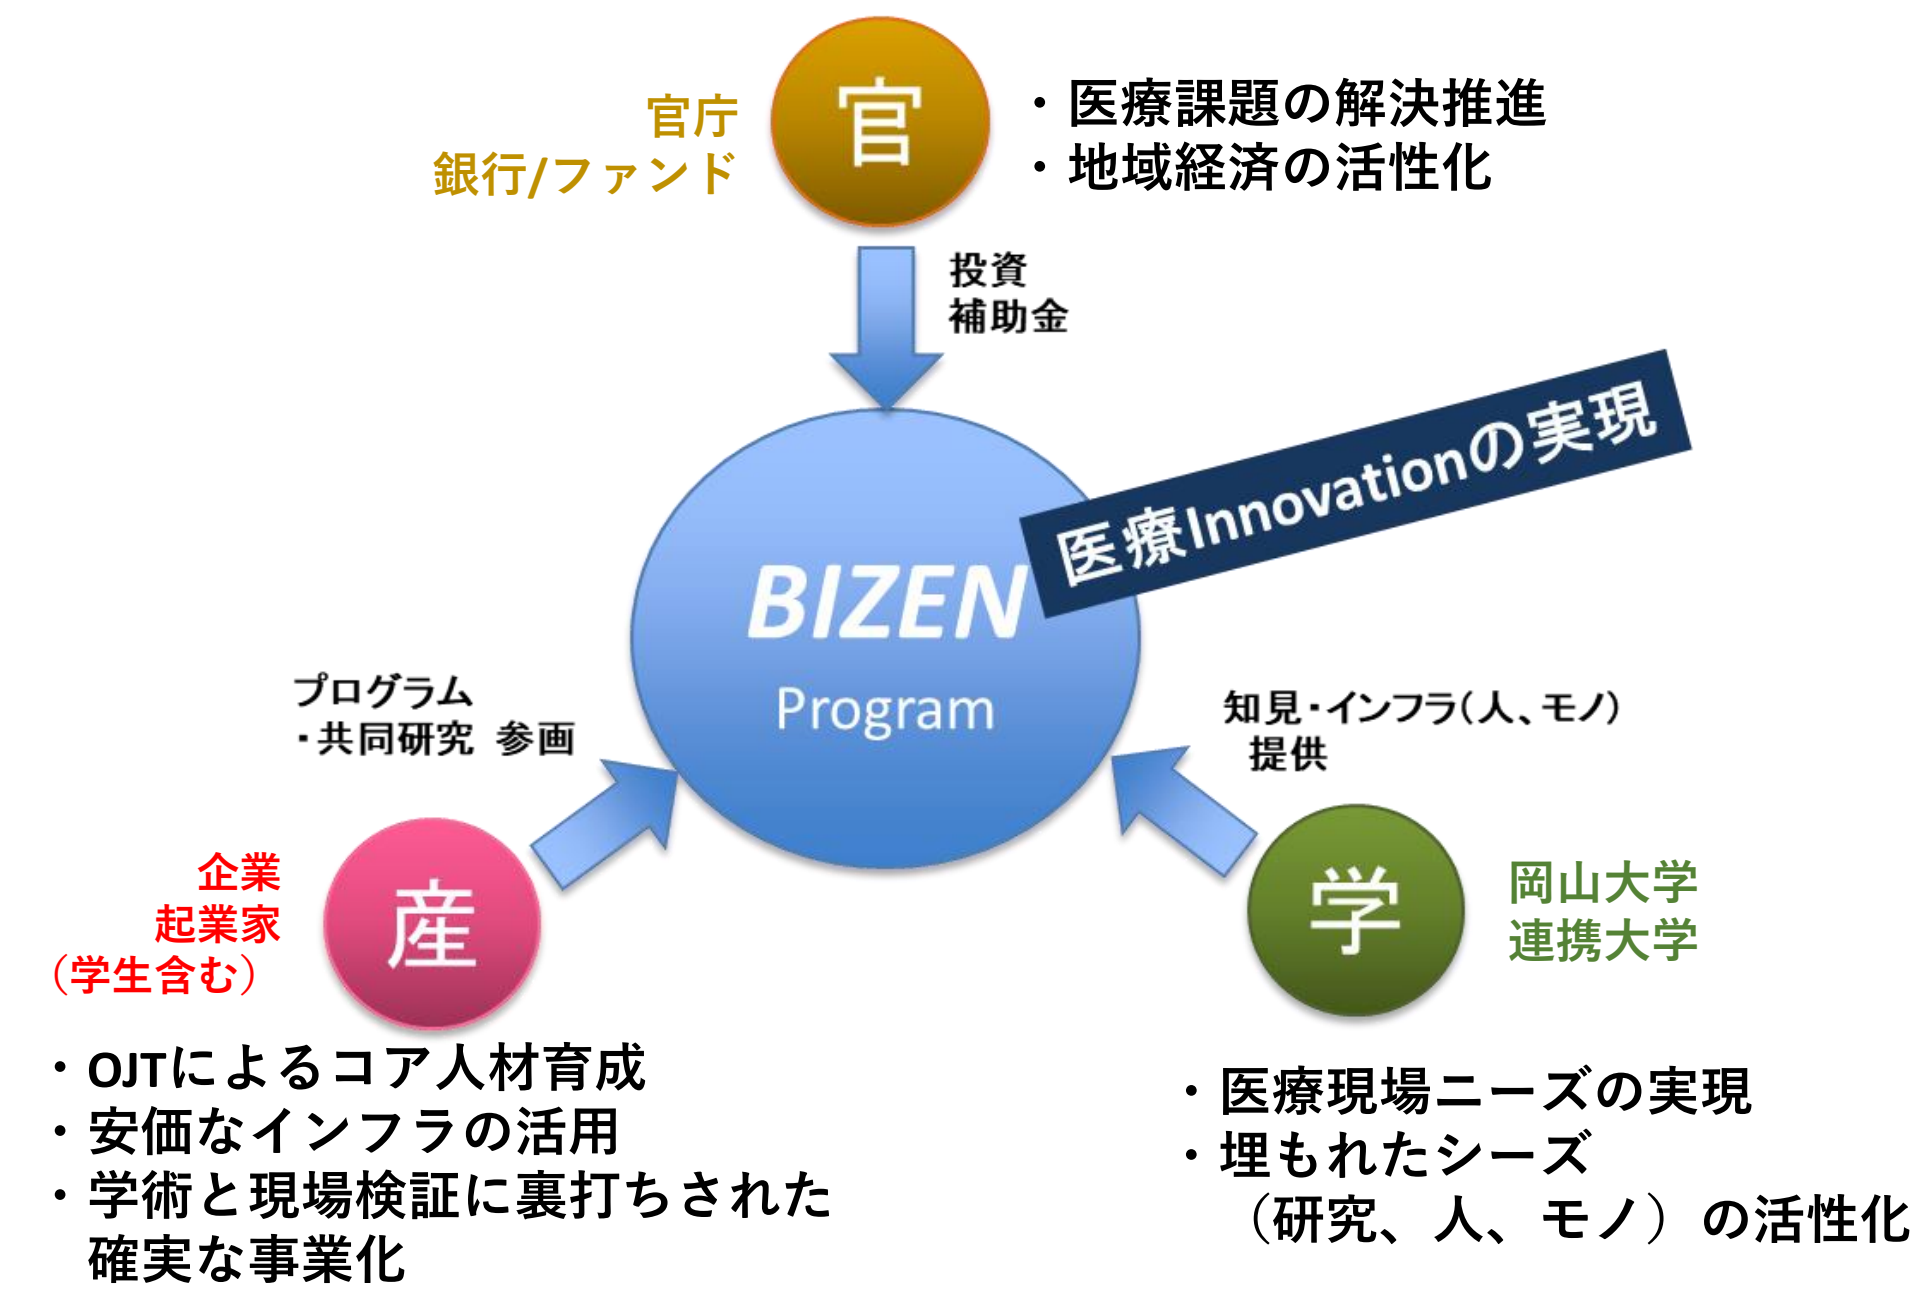 官庁
銀行/ファンド
官
・医療課題の解決推進
・地域経済の活性化
投資
補助金
医療Innovationの実現
BIZEN
Program
プログラム
・共同研究 参画
知見・インフラ(人、モノ)
提供
企業
起業家
（学生含む）
産
学
岡山大学
連携大学
・OJTによるコア人材育成
・安価なインフラの活用
・学術と現場検証に裏打ちされた
確実な事業化
・医療現場ニーズの実現
・埋もれたシーズ
（研究、人、モノ）の活性化